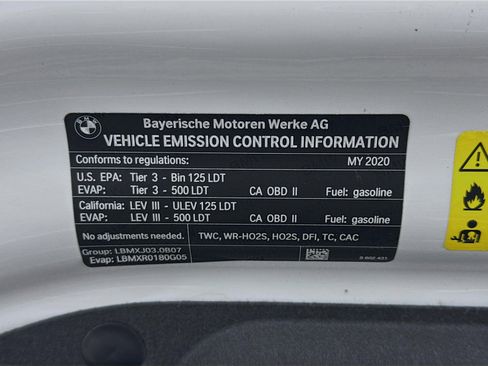 BMW
Bayerische Motoren Werke AG
VEHICLE EMISSION CONTROL INFORMATION
Conforms to regulations: MY 2020
U.S. EPA: Tier 3 - Bin 125 LDT
EVAP: Tier 3 - 500 LDT CA OBD II Fuel: gasoline
California: LEV III - ULEV 125 LDT
EVAP: LEV III - 500 LDT CA OBD II Fuel: gasoline
No adjustments needed. TWC, WR-HO2S, HO2S, DFI, TC, CAC
Group: LBMXJ03.0B07
Evap: LBMXR0180G05